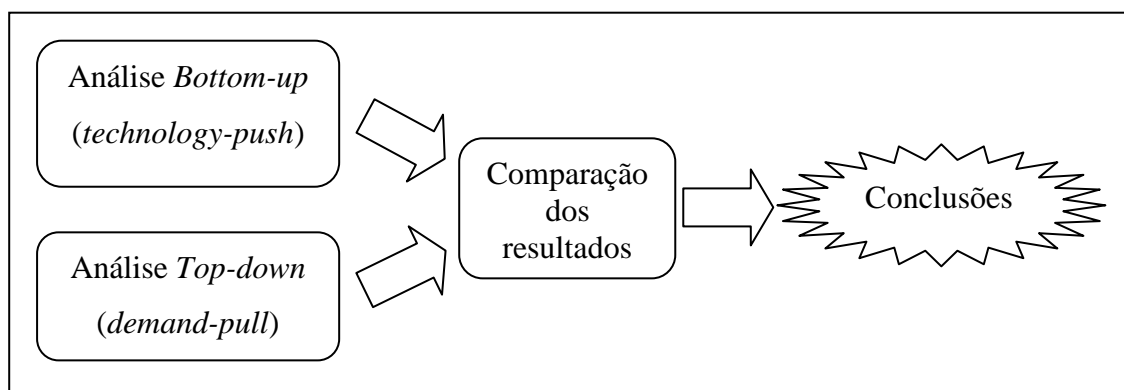 Análise Bottom-up
(technology-push)
Análise Top-down
(demand-pull)
Comparação
dos
resultados
Conclusões